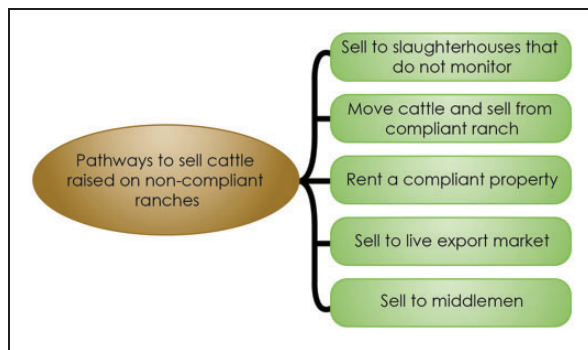 Pathways to sell cattle
raised on non-compliant
ranches
Sell to slaughterhouses that
do not monitor
Move cattle and sell from
compliant ranch
Rent a compliant property
Sell to live export market
Sell to middlemen